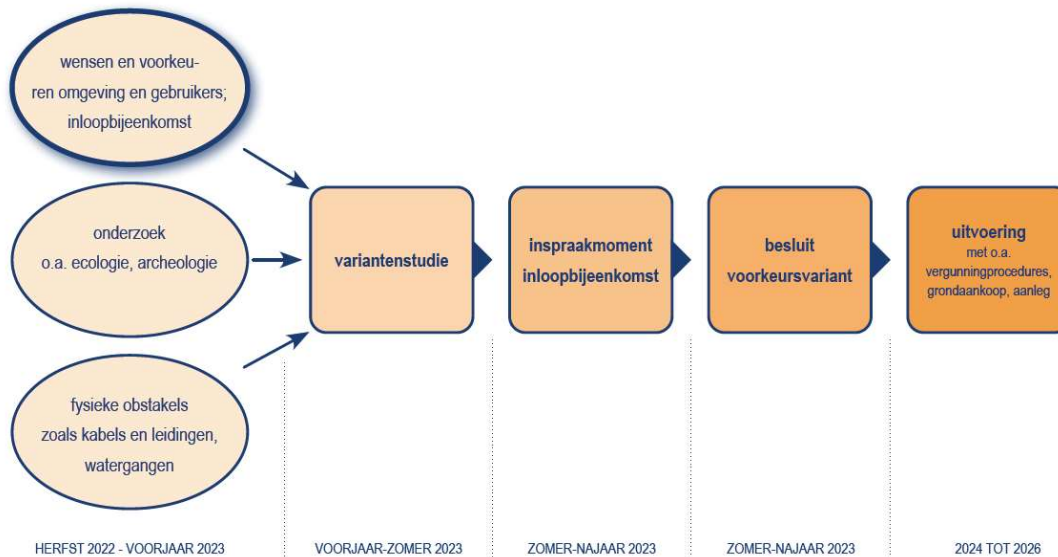 wensen en voorkeu-
ren omgeving en gebruikers;
inloopbijeenkomst
onderzoek
o.a. ecologie, archeologie
fysieke obstakels
zoals kabels en leidingen,
watergangen
variantenstudie
inspraakmoment
inloopbijeenkomst
besluit
voorkeursvariant
uitvoering
met o.a.
vergunningprocedures,
grondaankoop, aanleg
HERFST 2022 - VOORJAAR 2023
VOORJAAR-ZOMER 2023
ZOMER-NAJAAR 2023
ZOMER-NAJAAR 2023
2024 TOT 2026